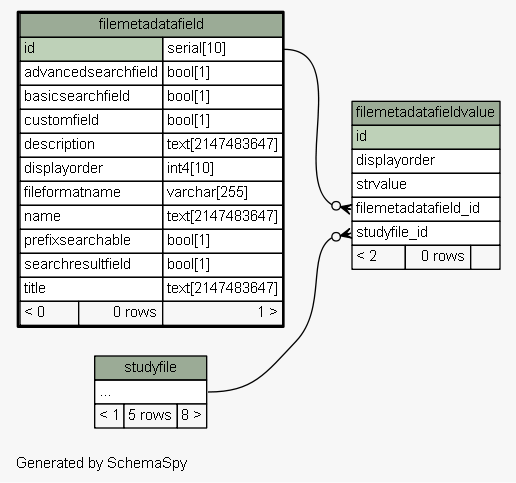 filemetadatafield
id serial[10]
advancedsearchfield bool[1]
basicsearchfield bool[1]
customfield bool[1]
description text[2147483647]
displayorder int4[10]
fileformatname varchar[255]
name text[2147483647]
prefixsearchable bool[1]
searchresultfield bool[1]
title text[2147483647]
< 0 0 rows 1 >
filemetadatafieldvalue
id
displayorder
strvalue
filemetadatafield_id
studyfile_id
< 2 0 rows
studyfile
...
< 1 5 rows 8 >
Generated by SchemaSpy